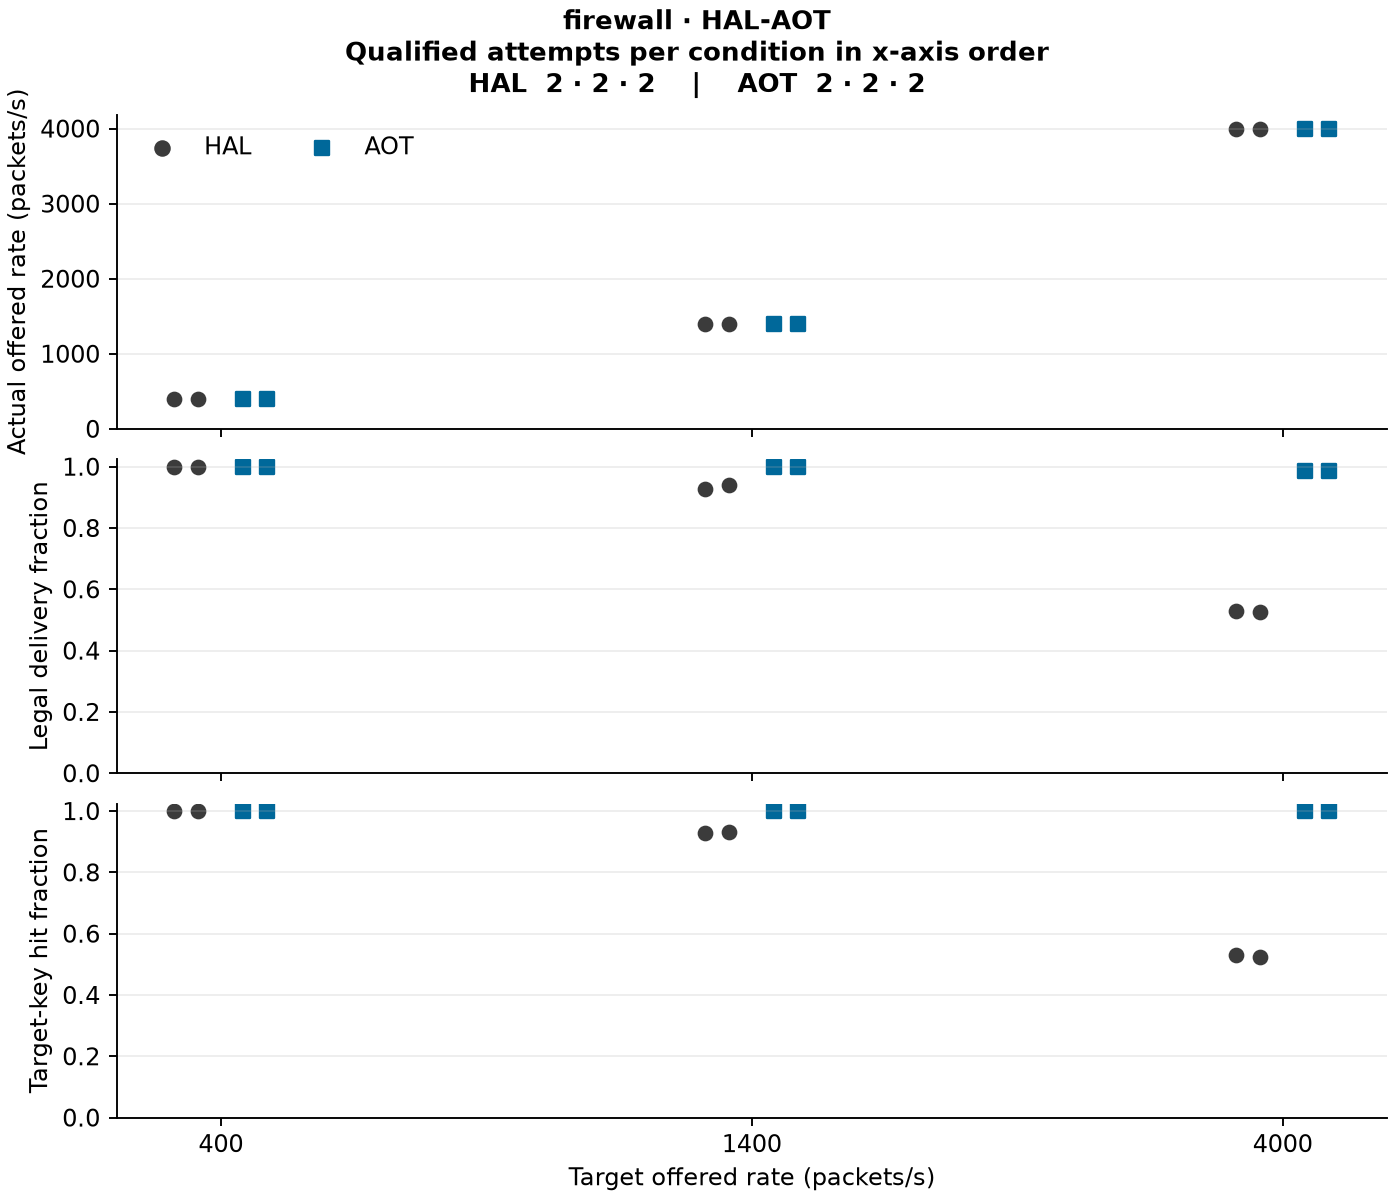 firewall · HAL-AOT
Qualified attempts per condition in x-axis order
HAL  2 · 2 · 2    |    AOT  2 · 2 · 2
Actual offered rate (packets/s)
4000
3000
2000
1000
0
HAL
AOT
Legal delivery fraction
1.0
0.8
0.6
0.4
0.2
0.0
Target-key hit fraction
1.0
0.8
0.6
0.4
0.2
0.0
400
1400
4000
Target offered rate (packets/s)